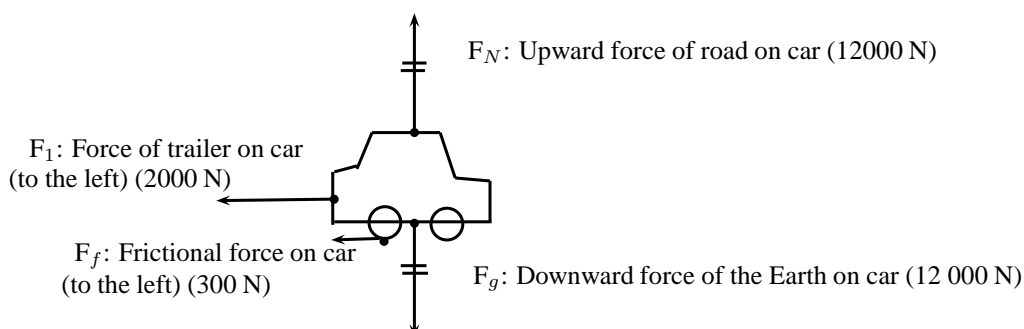 F_N: Upward force of road on car (12000 N)
F_1: Force of trailer on car
(to the left) (2000 N)
F_f: Frictional force on car
(to the left) (300 N)
F_g: Downward force of the Earth on car (12 000 N)